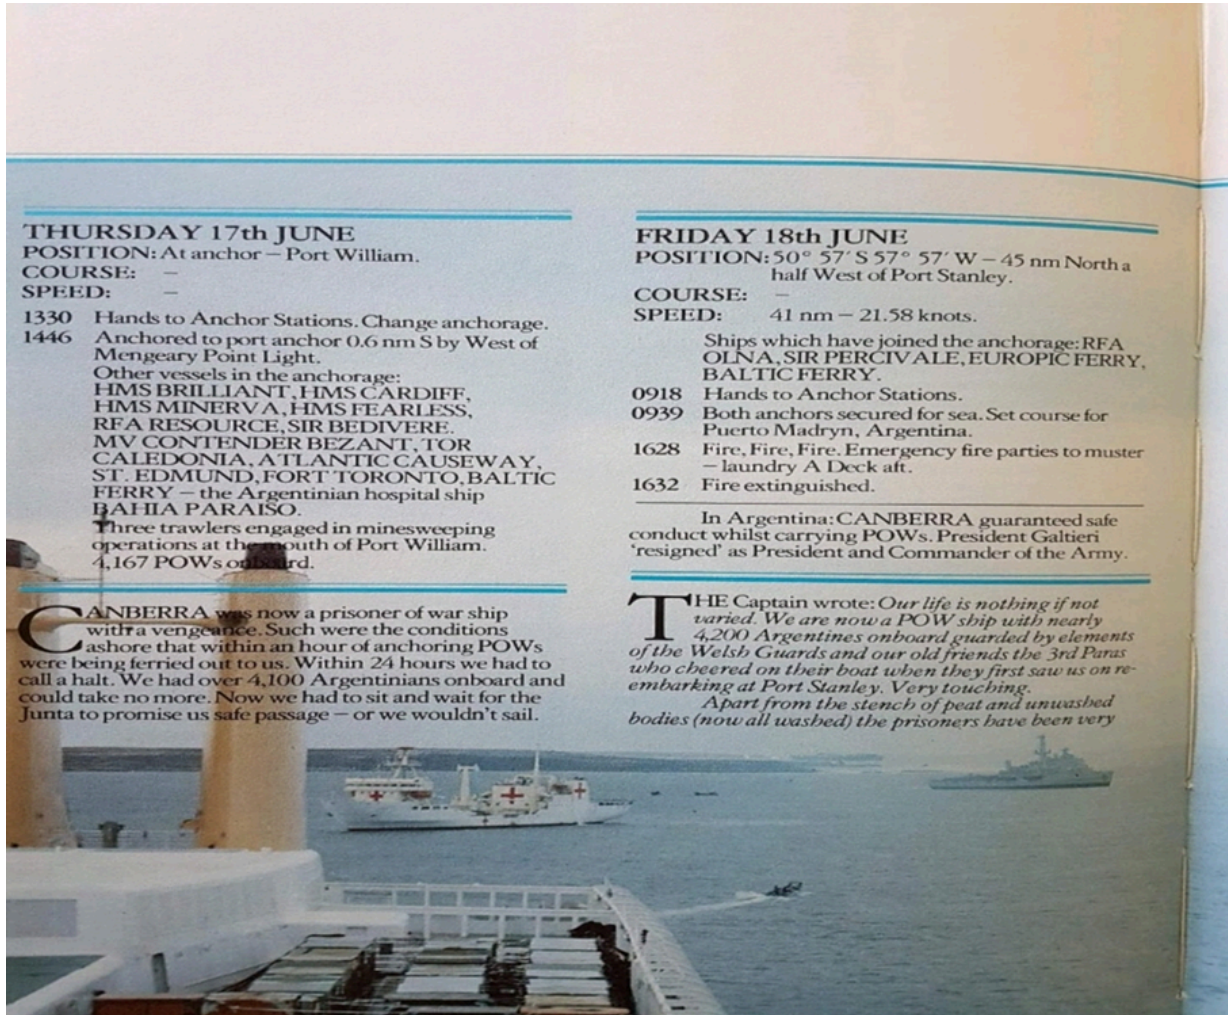 THURSDAY 17th JUNE
POSITION: At anchor – Port William.
COURSE: –
SPEED: –
1330 Hands to Anchor Stations. Change anchorage.
1446 Anchored to port anchor 0.6 nm S by West of
Mengeary Point Light.
Other vessels in the anchorage:
HMS BRILLIANT, HMS CARDIFF,
HMS MINERVA, HMS FEARLESS,
RFA RESOURCE, SIR BEDIVERE.
MV CONTENDER BEZANT, TOR
CALEDONIA, ATLANTIC CAUSEWAY,
ST. EDMUND, FORT TORONTO, BALTIC
FERRY – the Argentinian hospital ship
BAHIA PARAISO.
Three trawlers engaged in minesweeping
operations at the mouth of Port William.
4,167 POWs onboard.
CANBERRA was now a prisoner of war ship
with a vengeance. Such were the conditions
ashore that within an hour of anchoring POWs
were being ferried out to us. Within 24 hours we had to
call a halt. We had over 4,100 Argentinians onboard and
could take no more. Now we had to sit and wait for the
Junta to promise us safe passage – or we wouldn't sail.
FRIDAY 18th JUNE
POSITION: 50° 57′ S 57° 57′ W – 45 nm North a
half West of Port Stanley.
COURSE: –
SPEED: 41 nm – 21.58 knots.
Ships which have joined the anchorage: RFA
OLNA, SIR PERCIVALE, EUROPIC FERRY,
BALTIC FERRY.
0918 Hands to Anchor Stations.
0939 Both anchors secured for sea. Set course for
Puerto Madryn, Argentina.
1628 Fire, Fire, Fire. Emergency fire parties to muster
– laundry A Deck aft.
1632 Fire extinguished.
In Argentina: CANBERRA guaranteed safe
conduct whilst carrying POWs. President Galtieri
'resigned' as President and Commander of the Army.
THE Captain wrote: Our life is nothing if not
varied. We are now a POW ship with nearly
4,200 Argentines onboard guarded by elements
of the Welsh Guards and our old friends the 3rd Paras
who cheered on their boat when they first saw us on re-
embarking at Port Stanley. Very touching.
Apart from the stench of peat and unwashed
bodies (now all washed) the prisoners have been very